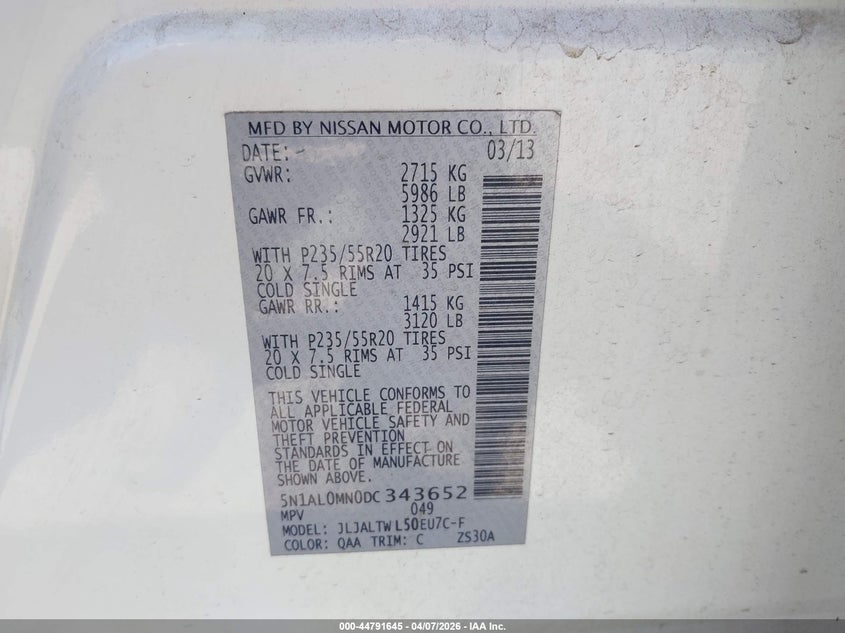 MFD BY NISSAN MOTOR CO., LTD.
DATE: 03/13
GVWR: 2715 KG
5986 LB
GAWR FR.: 1325 KG
2921 LB
WITH P235/55R20 TIRES
20 X 7.5 RIMS AT 35 PSI
COLD SINGLE
GAWR RR.: 1415 KG
3120 LB
WITH P235/55R20 TIRES
20 X 7.5 RIMS AT 35 PSI
COLD SINGLE
THIS VEHICLE CONFORMS TO
ALL APPLICABLE FEDERAL
MOTOR VEHICLE SAFETY AND
THEFT PREVENTION
STANDARDS IN EFFECT ON
THE DATE OF MANUFACTURE
SHOWN ABOVE.
5N1AL0MN0DC343652
MPV 049
MODEL: JLJALTWL50EU7C-F
COLOR: QAA TRIM: C ZS30A
000-44791645 - 04/07/2026 - IAA Inc.